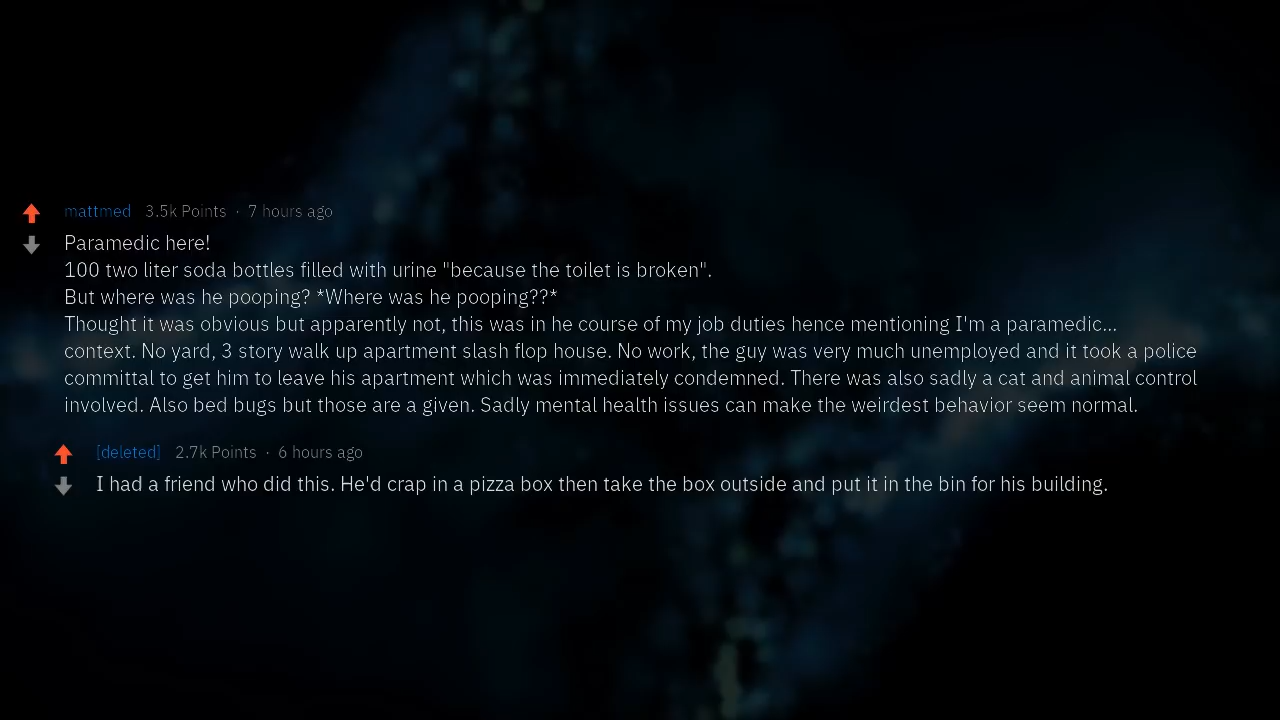 mattmed 3.5k Points · 7 hours ago
Paramedic here!
100 two liter soda bottles filled with urine "because the toilet is broken".
But where was he pooping? *Where was he pooping??*
Thought it was obvious but apparently not, this was in he course of my job duties hence mentioning I'm a paramedic...
context. No yard, 3 story walk up apartment slash flop house. No work, the guy was very much unemployed and it took a police
committal to get him to leave his apartment which was immediately condemned. There was also sadly a cat and animal control
involved. Also bed bugs but those are a given. Sadly mental health issues can make the weirdest behavior seem normal.
[deleted] 2.7k Points · 6 hours ago
I had a friend who did this. He'd crap in a pizza box then take the box outside and put it in the bin for his building.